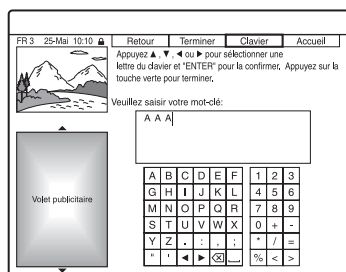 FR 3 25-Mai 10:10 Retour Terminer Clavier Accueil
Appuyez ▲, ▼, ◄ ou ► pour sélectionner une
lettre du clavier et "ENTER" pour la confirmer, Appuyez sur la
touche verte pour terminer,
Veuillez saisir votre mot-clé:
A A A
Volet publicitaire
A B C D E F 1 2 3
G H I J K L 4 5 6
M N O P Q R 7 8 9
S T U V W X 0 + -
Y Z . : , ; * / =
" ' ◄ ► ⌫ ⎵ % < >